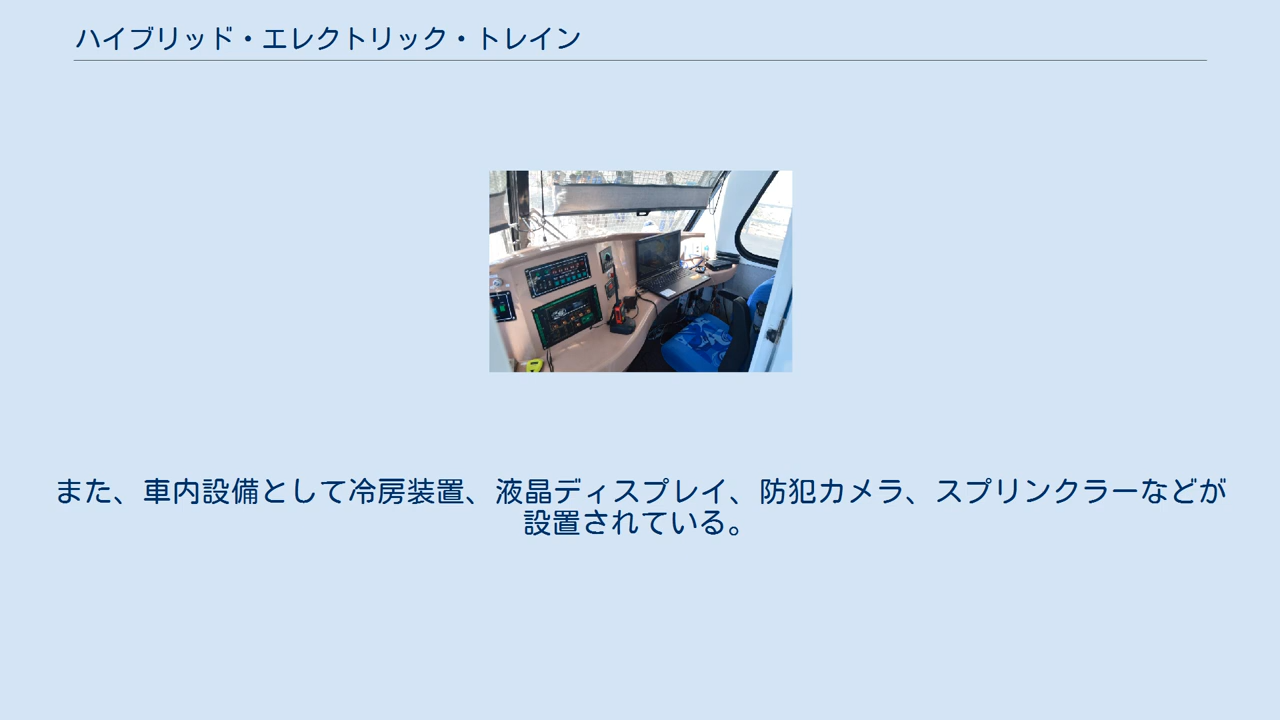 ハイブリッド・エレクトリック・トレイン
また、車内設備として冷房装置、液晶ディスプレイ、防犯カメラ、スプリンクラーなどが
設置されている。